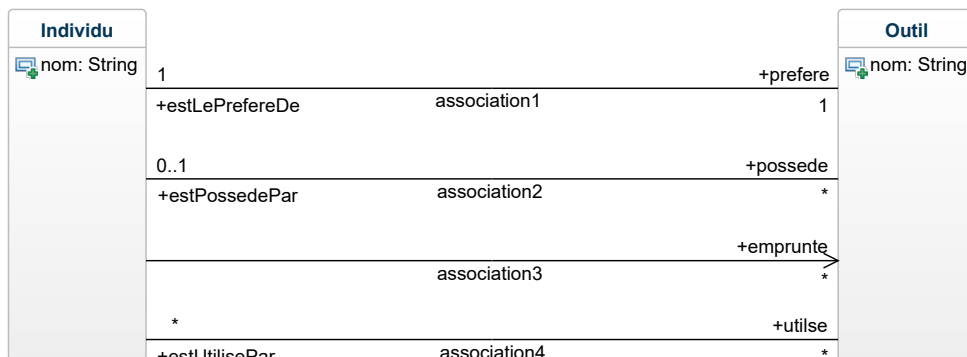 Individu
Outil
nom: String
nom: String
1
+prefere
+estLePrefereDe
association1
1
0..1
+possede
+estPossedePar
association2
*
+emprunte
association3
*
*
+utilse
+estUtilisePar
association4
*